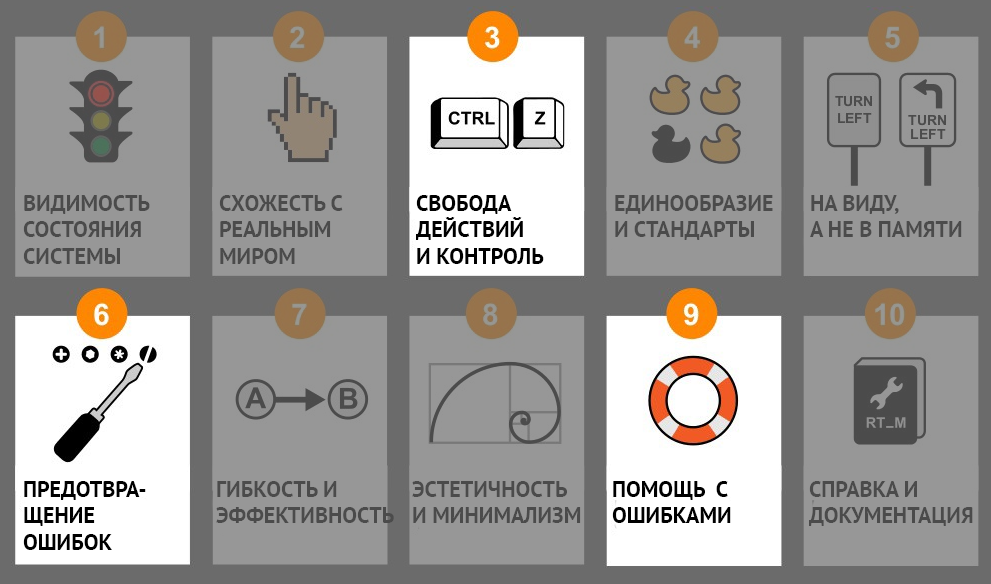 1
ВИДИМОСТЬ
СОСТОЯНИЯ
СИСТЕМЫ
2
СХОЖЕСТЬ С
РЕАЛЬНЫМ
МИРОМ
3
CTRL Z
СВОБОДА
ДЕЙСТВИЙ
И КОНТРОЛЬ
4
ЕДИНООБРАЗИЕ
И СТАНДАРТЫ
5
TURN
LEFT
TURN
LEFT
НА ВИДУ,
А НЕ В ПАМЯТИ
6
ПРЕДОТВРА-
ЩЕНИЕ
ОШИБОК
7
A B
ГИБКОСТЬ И
ЭФФЕКТИВНОСТЬ
8
ЭСТЕТИЧНОСТЬ
И МИНИМАЛИЗМ
9
ПОМОЩЬ С
ОШИБКАМИ
10
RT_M
СПРАВКА И
ДОКУМЕНТАЦИЯ